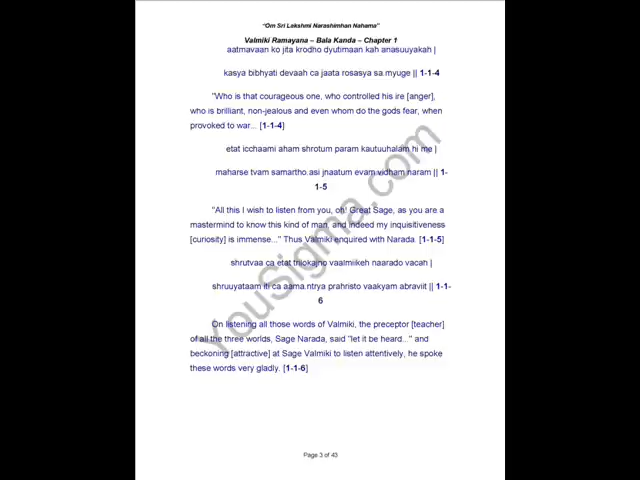 "Om Sri Lakshmi Narashimhan Nahama"
Valmiki Ramayana – Bala Kanda – Chapter 1
aatmavaan ko jita krodho dyutimaan kah anasuuyakah |
kasya bibhyati devaah ca jaata rosasya sa.myuge || 1-1-4
"Who is that courageous one, who controlled his ire [anger],
who is brilliant, non-jealous and even whom do the gods fear, when
provoked to war... [1-1-4]
etat icchaami aham shrotum param kautuuhalam hi me |
maharse tvam samartho.asi jnaatum evam vidham naram || 1-
1-5
"All this I wish to listen from you, oh! Great Sage, as you are a
mastermind to know this kind of man, and indeed my inquisitiveness
[curiosity] is immense..." Thus Valmiki enquired with Narada. [1-1-5]
shrutvaa ca etat trilokajno vaalmiikeh naarado vacah |
shruuyataam iti ca aama.ntrya prahristo vaakyam abraviit || 1-1-
6
On listening all those words of Valmiki, the preceptor [teacher]
of all the three worlds, Sage Narada, said "let it be heard..." and
beckoning [attractive] at Sage Valmiki to listen attentively, he spoke
these words very gladly. [1-1-6]
YouSigma.com
Page 3 of 43